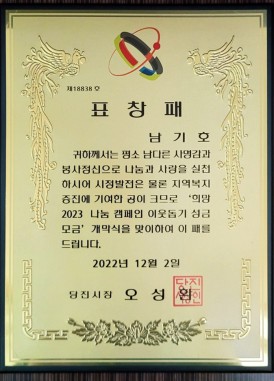 제18838호
표 창 패
남 기 호
귀하께서는 평소 남다른 사명감과
봉사정신으로 나눔과 사랑을 실천
하시어 시정발전은 물론 지역복지
증진에 기여한 공이 크므로 '희망
2023 나눔 캠페인 이웃돕기 성금
모금' 개막식을 맞이하여 이 패를
드립니다.
2022년 12월 2일
당진시장 오 성 환